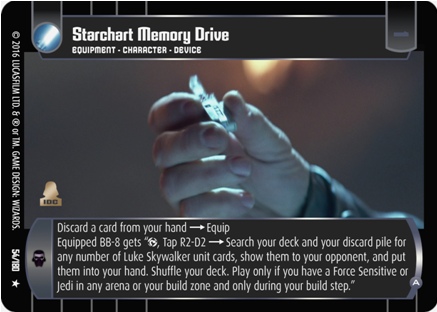 Starchart Memory Drive
EQUIPMENT • CHARACTER • DEVICE
© 2016 LUCASFILM LTD. & ® or TM. GAME DESIGN: WIZARDS.
54/180
IDC
Discard a card from your hand → Equip
Equipped BB-8 gets “, Tap R2-D2 → Search your deck and your discard pile for
any number of Luke Skywalker unit cards, show them to your opponent, and put
them into your hand. Shuffle your deck. Play only if you have a Force Sensitive or
Jedi in any arena or your build zone and only during your build step.”
A